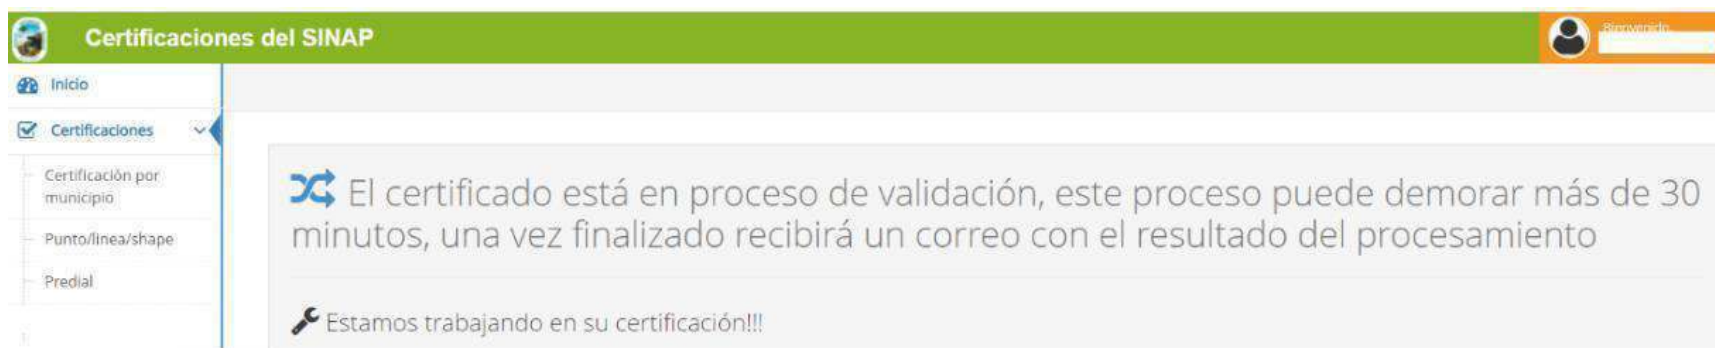 Certificaciones del SINAP
Bienvenido
Inicio
Certificaciones
Certificación por
municipio
Punto/linea/shape
Predial
El certificado está en proceso de validación, este proceso puede demorar más de 30
minutos, una vez finalizado recibirá un correo con el resultado del procesamiento
Estamos trabajando en su certificación!!!